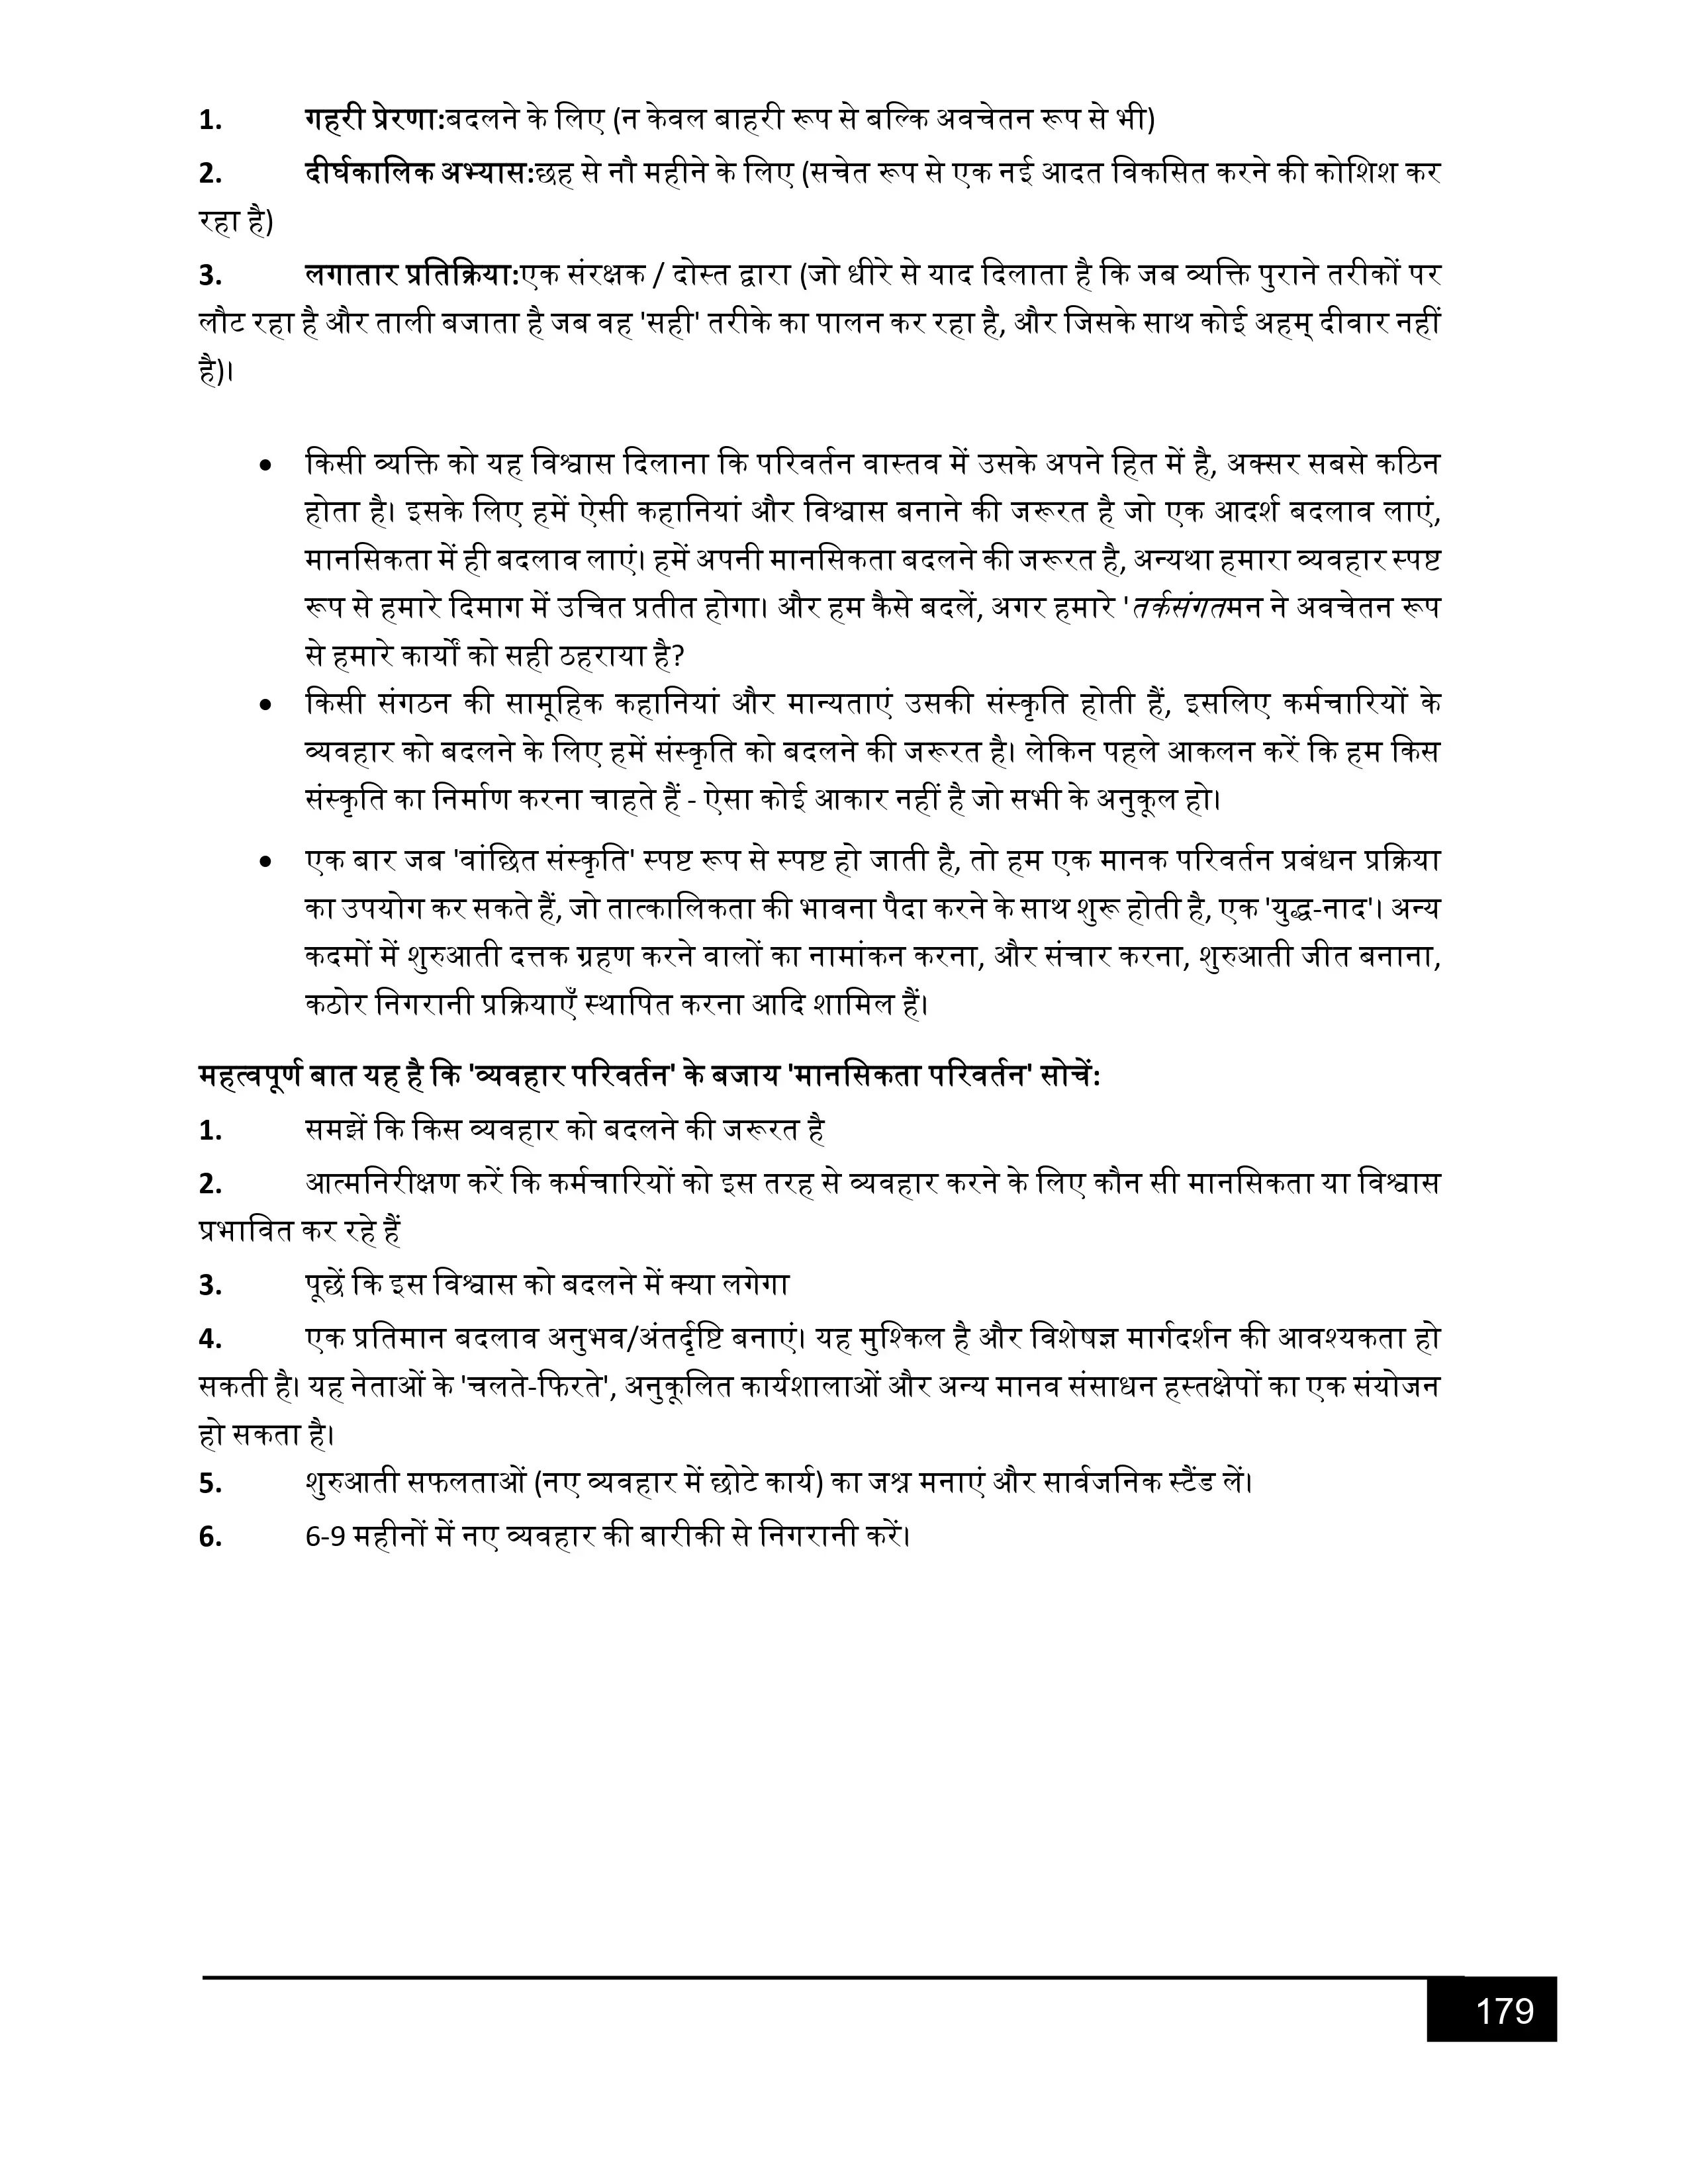 1. गहरी प्रेरणा:बदलने के लिए (न केवल बाहरी रूप से बल्कि अवचेतन रूप से भी)
2. दीर्घकालिक अभ्यास:छह से नौ महीने के लिए (सचेत रूप से एक नई आदत विकसित करने की कोशिश कर
रहा है)
3. लगातार प्रतिक्रिया:एक संरक्षक / दोस्त द्वारा (जो धीरे से याद दिलाता है कि जब व्यक्ति पुराने तरीकों पर
लौट रहा है और ताली बजाता है जब वह 'सही' तरीके का पालन कर रहा है, और जिसके साथ कोई अहम् दीवार नहीं
है)।
• किसी व्यक्ति को यह विश्वास दिलाना कि परिवर्तन वास्तव में उसके अपने हित में है, अक्सर सबसे कठिन
होता है। इसके लिए हमें ऐसी कहानियां और विश्वास बनाने की जरूरत है जो एक आदर्श बदलाव लाएं,
मानसिकता में ही बदलाव लाएं। हमें अपनी मानसिकता बदलने की जरूरत है, अन्यथा हमारा व्यवहार स्पष्ट
रूप से हमारे दिमाग में उचित प्रतीत होगा। और हम कैसे बदलें, अगर हमारे 'तर्कसंगतमन ने अवचेतन रूप
से हमारे कार्यों को सही ठहराया है?
• किसी संगठन की सामूहिक कहानियां और मान्यताएं उसकी संस्कृति होती हैं, इसलिए कर्मचारियों के
व्यवहार को बदलने के लिए हमें संस्कृति को बदलने की जरूरत है। लेकिन पहले आकलन करें कि हम किस
संस्कृति का निर्माण करना चाहते हैं - ऐसा कोई आकार नहीं है जो सभी के अनुकूल हो।
• एक बार जब 'वांछित संस्कृति' स्पष्ट रूप से स्पष्ट हो जाती है, तो हम एक मानक परिवर्तन प्रबंधन प्रक्रिया
का उपयोग कर सकते हैं, जो तात्कालिकता की भावना पैदा करने के साथ शुरू होती है, एक 'युद्ध-नाद'। अन्य
कदमों में शुरुआती दत्तक ग्रहण करने वालों का नामांकन करना, और संचार करना, शुरुआती जीत बनाना,
कठोर निगरानी प्रक्रियाएँ स्थापित करना आदि शामिल हैं।
महत्वपूर्ण बात यह है कि 'व्यवहार परिवर्तन' के बजाय 'मानसिकता परिवर्तन' सोचें:
1. समझें कि किस व्यवहार को बदलने की जरूरत है
2. आत्मनिरीक्षण करें कि कर्मचारियों को इस तरह से व्यवहार करने के लिए कौन सी मानसिकता या विश्वास
प्रभावित कर रहे हैं
3. पूछें कि इस विश्वास को बदलने में क्या लगेगा
4. एक प्रतिमान बदलाव अनुभव/अंतर्दृष्टि बनाएं। यह मुश्किल है और विशेषज्ञ मार्गदर्शन की आवश्यकता हो
सकती है। यह नेताओं के 'चलते-फिरते', अनुकूलित कार्यशालाओं और अन्य मानव संसाधन हस्तक्षेपों का एक संयोजन
हो सकता है।
5. शुरुआती सफलताओं (नए व्यवहार में छोटे कार्य) का जश्न मनाएं और सार्वजनिक स्टैंड लें।
6. 6-9 महीनों में नए व्यवहार की बारीकी से निगरानी करें।
179